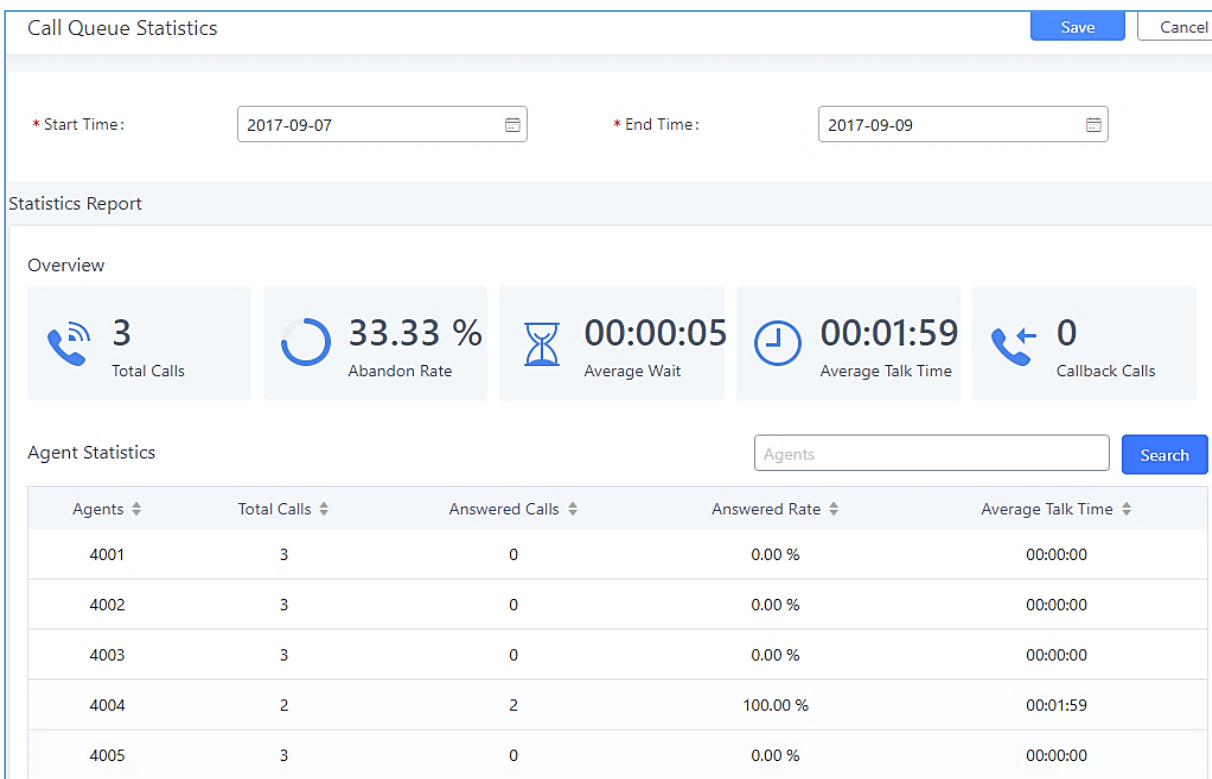 Call Queue Statistics Save Cancel
* Start Time: 2017-09-07 * End Time: 2017-09-09
Statistics Report
Overview
3 33.33 % 00:00:05 00:01:59 0
Total Calls Abandon Rate Average Wait Average Talk Time Callback Calls
Agent Statistics Agents Search
Agents Total Calls Answered Calls Answered Rate Average Talk Time
4001 3 0 0.00 % 00:00:00
4002 3 0 0.00 % 00:00:00
4003 3 0 0.00 % 00:00:00
4004 2 2 100.00 % 00:01:59
4005 3 0 0.00 % 00:00:00